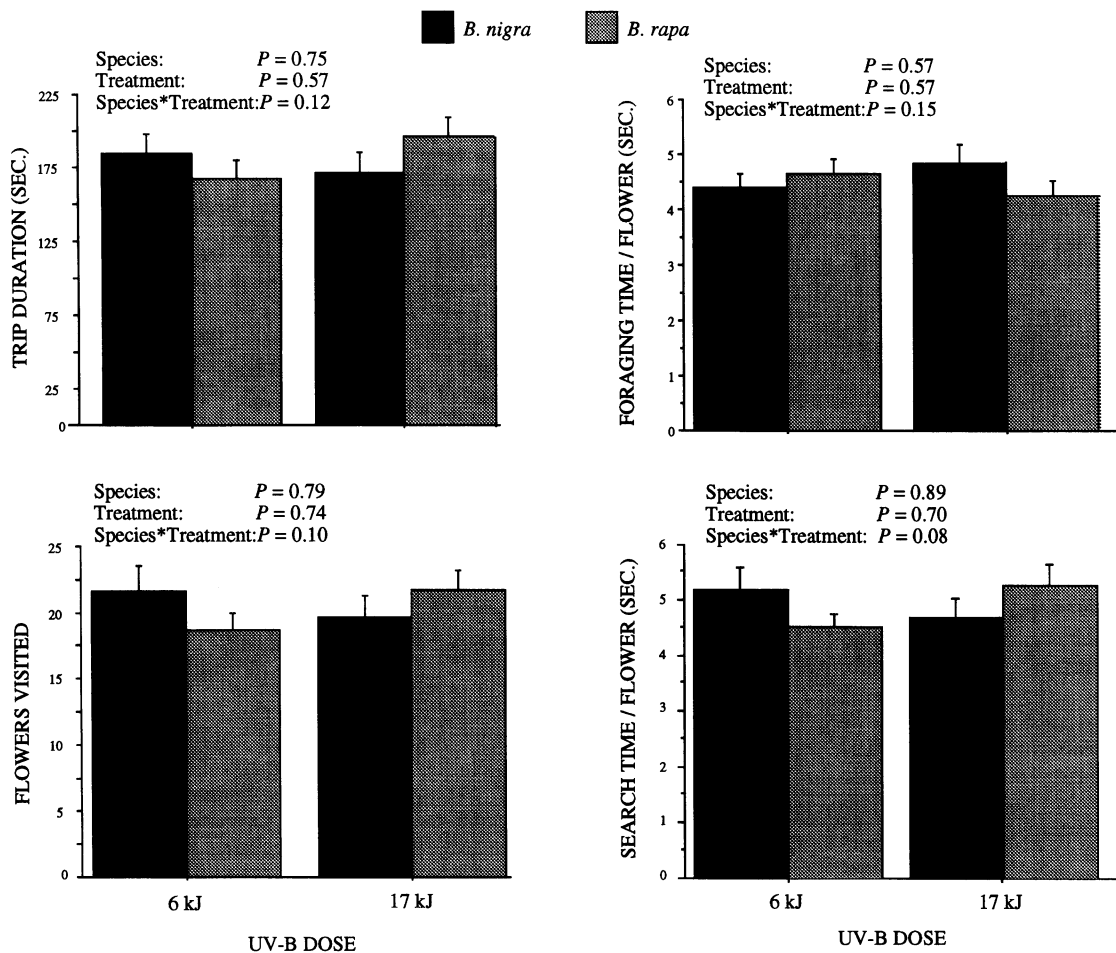 B. nigra
B. rapa
Species: P = 0.75
Treatment: P = 0.57
Species*Treatment: P = 0.12
225
175
125
75
25
0
TRIP DURATION (SEC.)
Species: P = 0.57
Treatment: P = 0.57
Species*Treatment: P = 0.15
6
5
4
3
2
1
0
FORAGING TIME / FLOWER (SEC.)
Species: P = 0.79
Treatment: P = 0.74
Species*Treatment: P = 0.10
25
20
15
10
5
0
FLOWERS VISITED
6 kJ
17 kJ
UV-B DOSE
Species: P = 0.89
Treatment: P = 0.70
Species*Treatment: P = 0.08
6
5
4
3
2
1
0
SEARCH TIME / FLOWER (SEC.)
6 kJ
17 kJ
UV-B DOSE